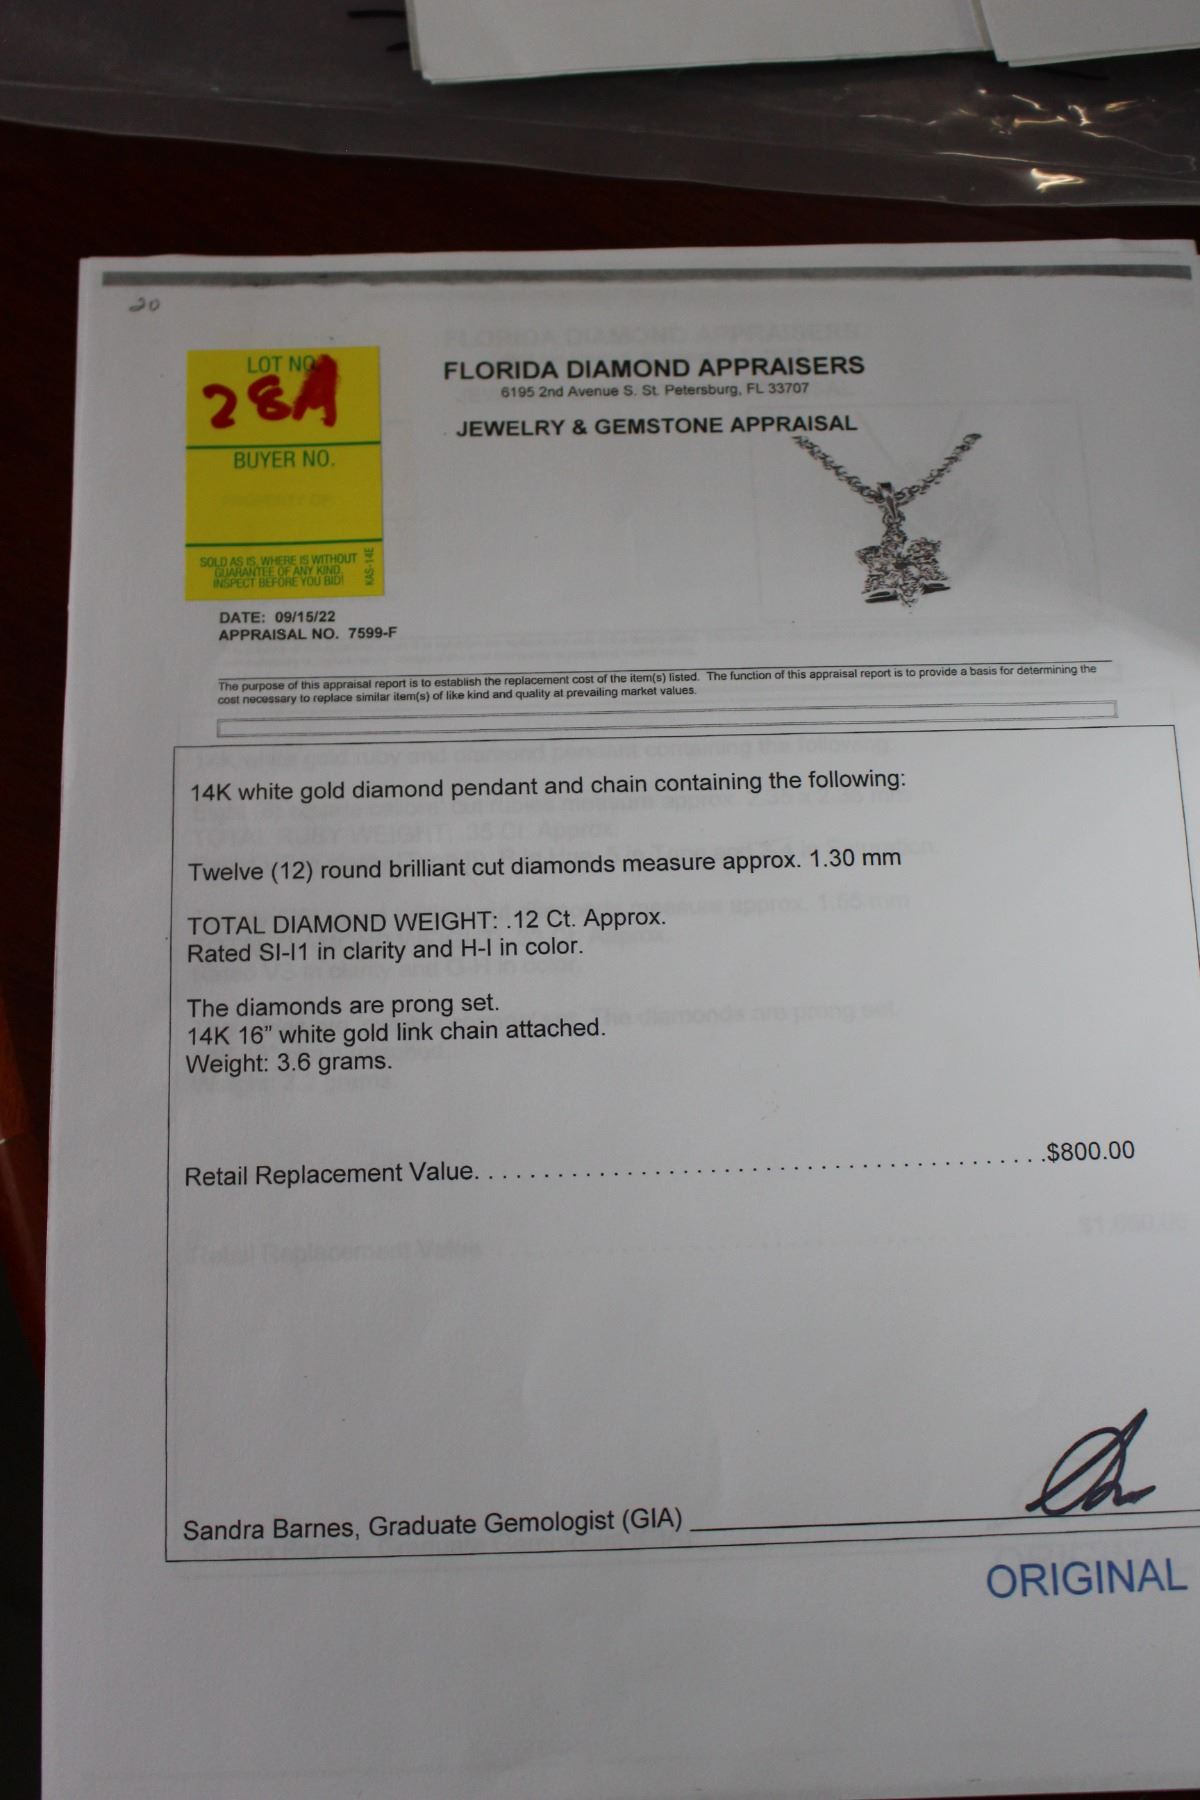 20
LOT NO.
28A
BUYER NO.
SOLD AS IS, WHERE IS WITHOUT
GUARANTEE OF ANY KIND.
INSPECT BEFORE YOU BID!
KAS-14E
FLORIDA DIAMOND APPRAISERS
6195 2nd Avenue S. St. Petersburg, FL 33707
JEWELRY & GEMSTONE APPRAISAL
DATE: 09/15/22
APPRAISAL NO. 7599-F
The purpose of this appraisal report is to establish the replacement cost of the item(s) listed. The function of this appraisal report is to provide a basis for determining the
cost necessary to replace similar item(s) of like kind and quality at prevailing market values.
14K white gold diamond pendant and chain containing the following:
Twelve (12) round brilliant cut diamonds measure approx. 1.30 mm
TOTAL DIAMOND WEIGHT: .12 Ct. Approx.
Rated SI-I1 in clarity and H-I in color.
The diamonds are prong set.
14K 16” white gold link chain attached.
Weight: 3.6 grams.
Retail Replacement Value. . . . . . . . . . . . . . . . . . . . . . . . . . . . . . . . . . . . . . . . . .$800.00
Sandra Barnes, Graduate Gemologist (GIA)
ORIGINAL